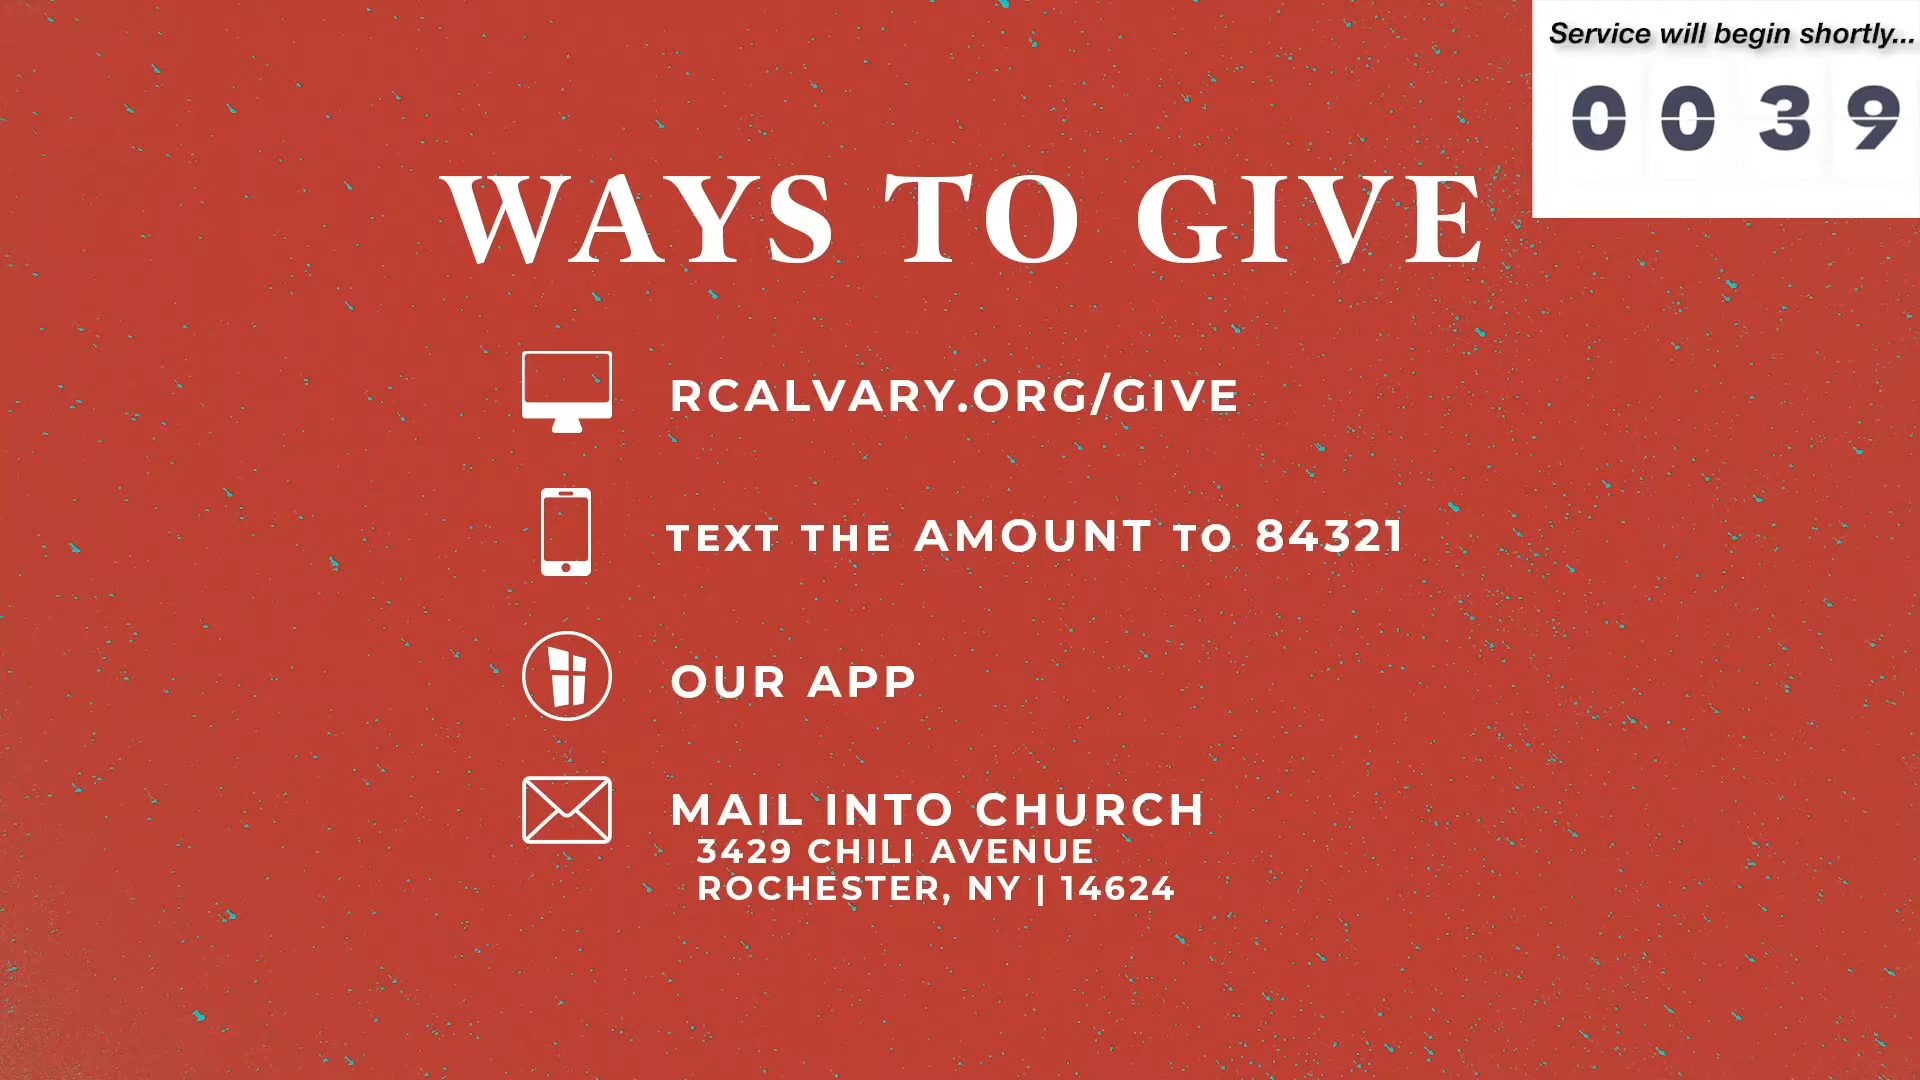 Service will begin shortly...
0 0 3 9
WAYS TO GIVE
RCALVARY.ORG/GIVE
TEXT THE AMOUNT TO 84321
OUR APP
MAIL INTO CHURCH
3429 CHILI AVENUE
ROCHESTER, NY | 14624